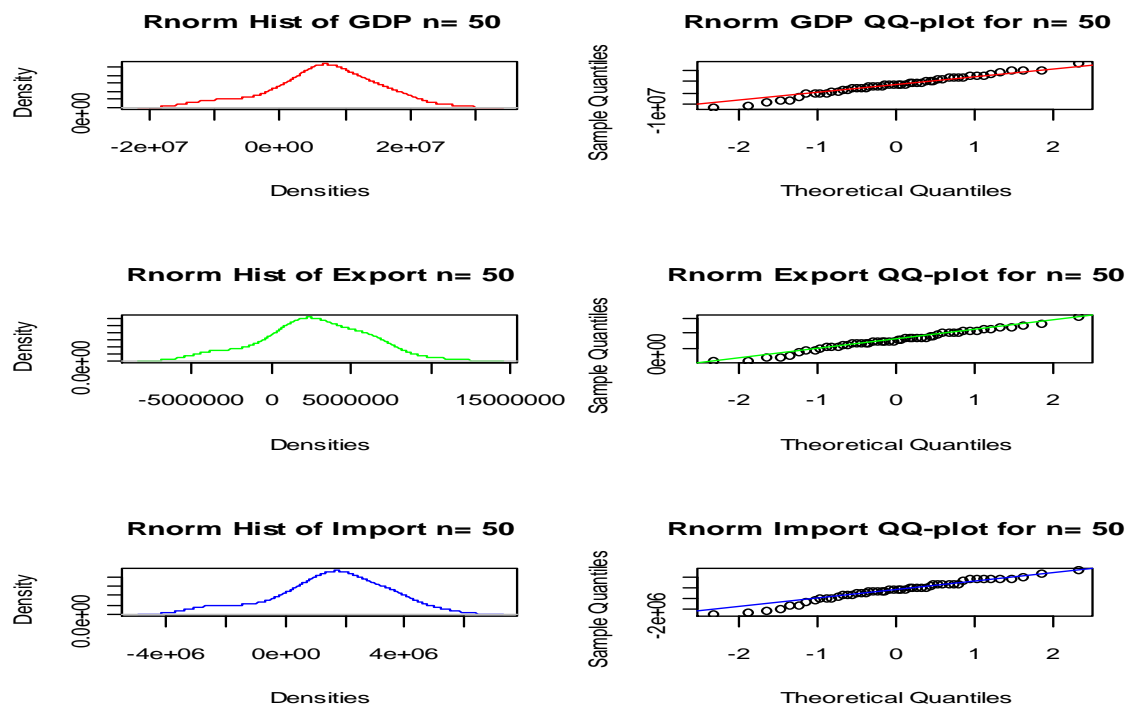 Rnorm Hist of GDP n= 50
Density
0e+00
-2e+07 0e+00 2e+07
Densities
Rnorm GDP QQ-plot for n= 50
Sample Quantiles
-1e+07
-2 -1 0 1 2
Theoretical Quantiles
Rnorm Hist of Export n= 50
Density
0.0e+00
-50000000 0 50000000 150000000
Densities
Rnorm Export QQ-plot for n= 50
Sample Quantiles
0e+00
-2 -1 0 1 2
Theoretical Quantiles
Rnorm Hist of Import n= 50
Density
0.0e+00
-4e+06 0e+00 4e+06
Densities
Rnorm Import QQ-plot for n= 50
Sample Quantiles
-2e+06
-2 -1 0 1 2
Theoretical Quantiles